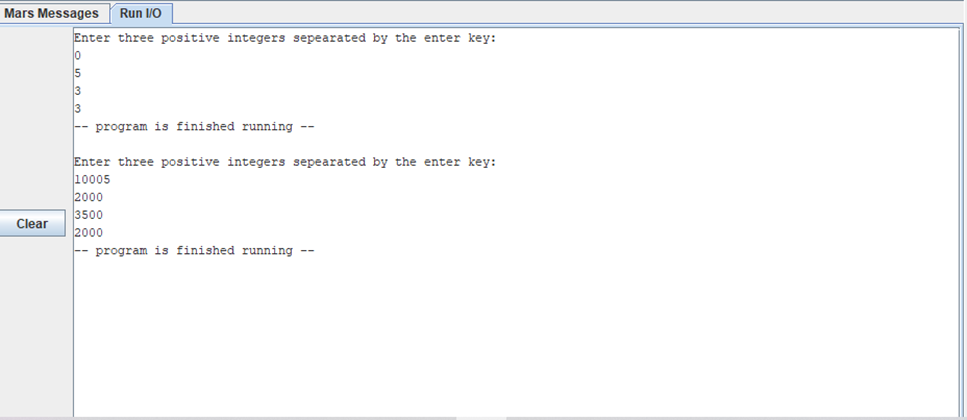 Mars Messages Run I/O
Enter three positive integers sepearated by the enter key:
0
5
3
3
-- program is finished running --
Enter three positive integers sepearated by the enter key:
10005
2000
3500
2000
-- program is finished running --
Clear